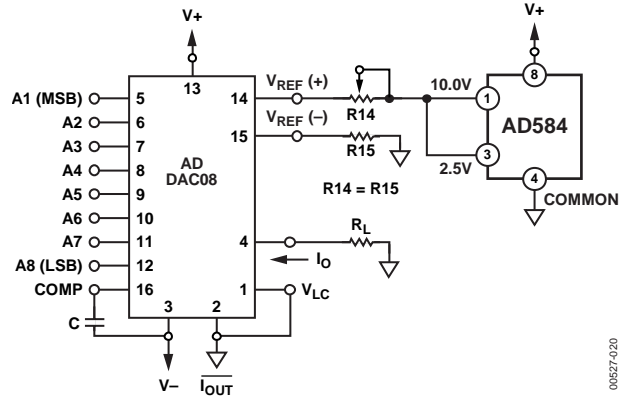 V+
V+
13
8
A1 (MSB) 5
14 VREF (+)
R14
10.0V
1
A2 6
15 VREF (–)
R15
AD584
A3 7
AD
DAC08
A4 8
3
2.5V
A5 9
R14 = R15
4
COMMON
A6 10
A7 11
4
RL
IO
A8 (LSB) 12
COMP 16
1 VLC
C
3
2
V–
IOUT
00527-020